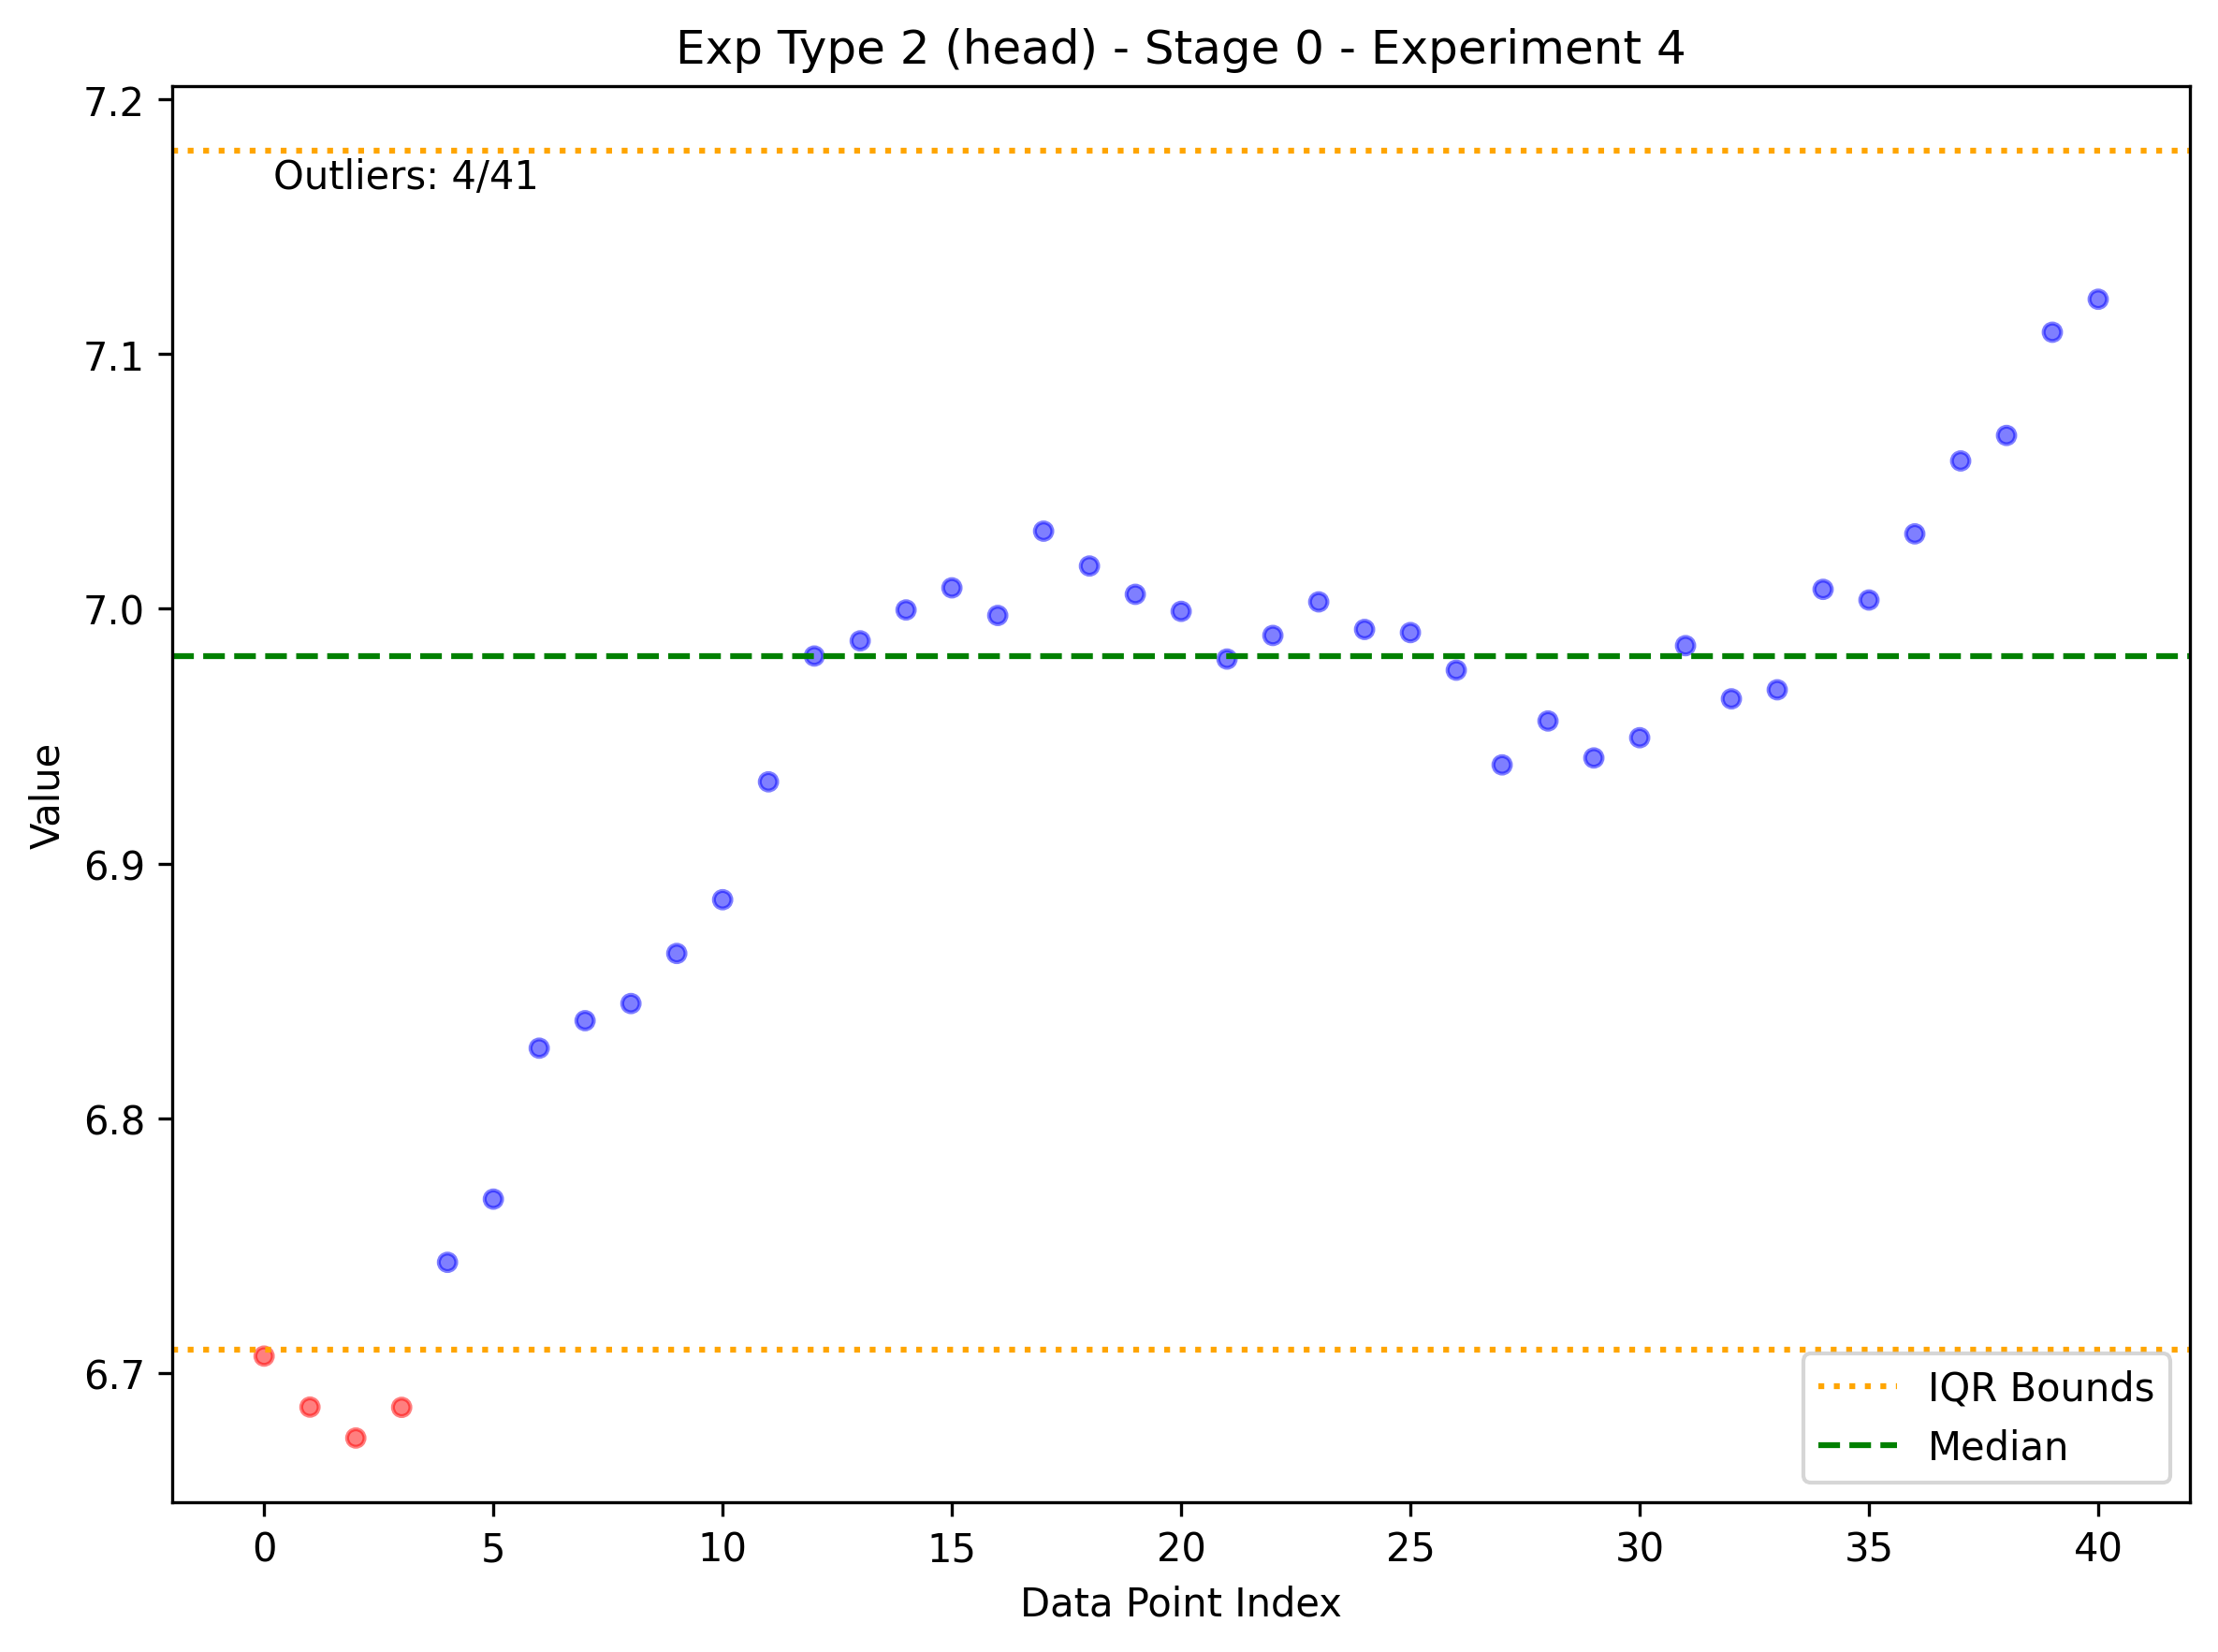 Exp Type 2 (head) - Stage 0 - Experiment 4
7.2
Outliers: 4/41
7.1
7.0
6.9
6.8
6.7
Value
IQR Bounds
Median
0 5 10 15 20 25 30 35 40
Data Point Index